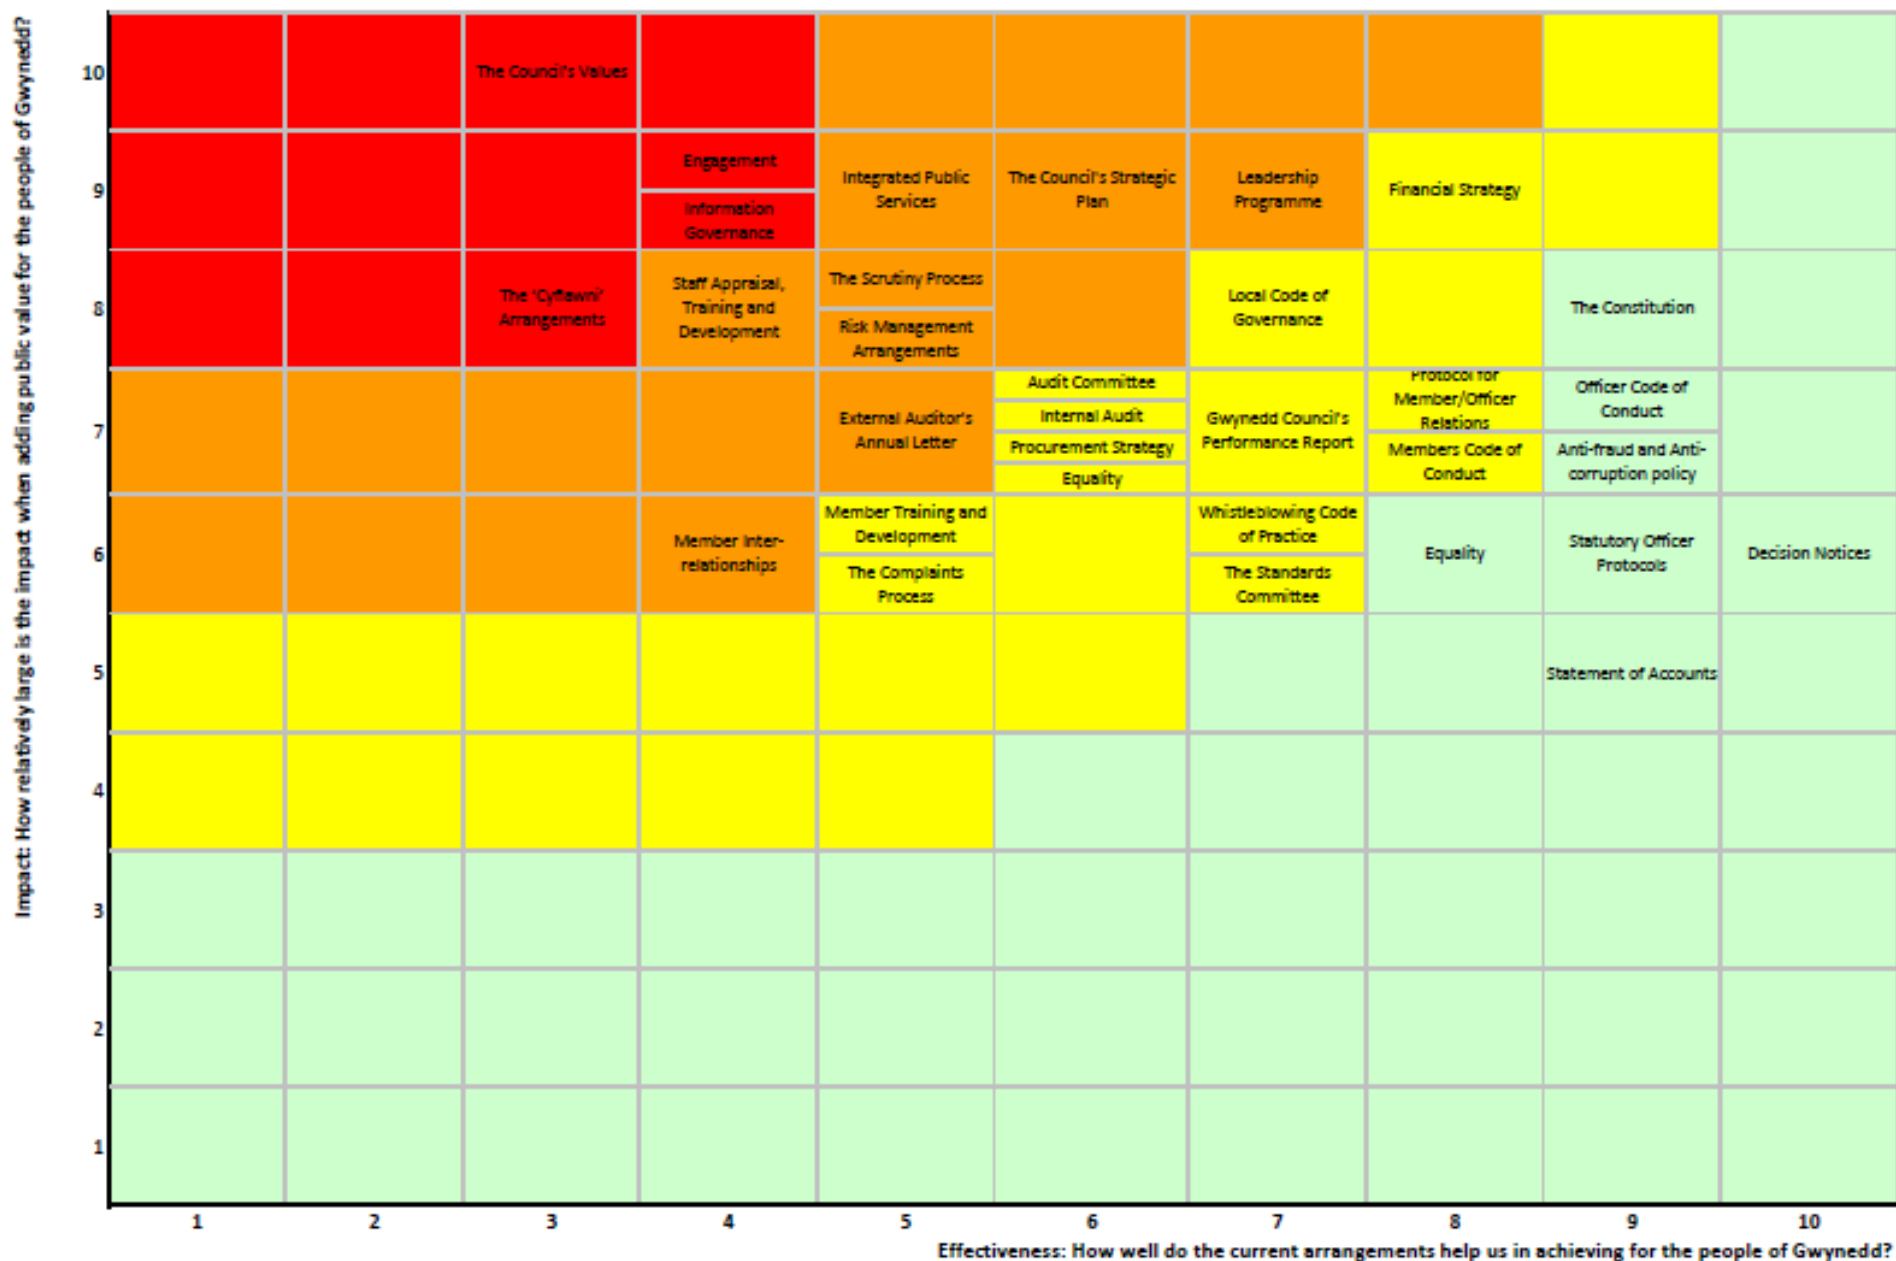 Impact: How relatively large is the impact when adding public value for the people of Gwynedd?
10
The Council's Values
9
Engagement
Information
Governance
Integrated Public
Services
The Council's Strategic
Plan
Leadership
Programme
Financial Strategy
8
The 'Cyflawni'
Arrangements
Staff Appraisal,
Training and
Development
The Scrutiny Process
Risk Management
Arrangements
Local Code of
Governance
The Constitution
7
External Auditor's
Annual Letter
Audit Committee
Internal Audit
Procurement Strategy
Equality
Gwynedd Council's
Performance Report
Protocol for
Member/Officer
Relations
Members Code of
Conduct
Officer Code of
Conduct
Anti-fraud and Anti-
corruption policy
6
Member Inter-
relationships
Member Training and
Development
The Complaints
Process
Whistleblowing Code
of Practice
The Standards
Committee
Equality
Statutory Officer
Protocols
Decision Notices
5
Statement of Accounts
4
3
2
1
1 2 3 4 5 6 7 8 9 10
Effectiveness: How well do the current arrangements help us in achieving for the people of Gwynedd?